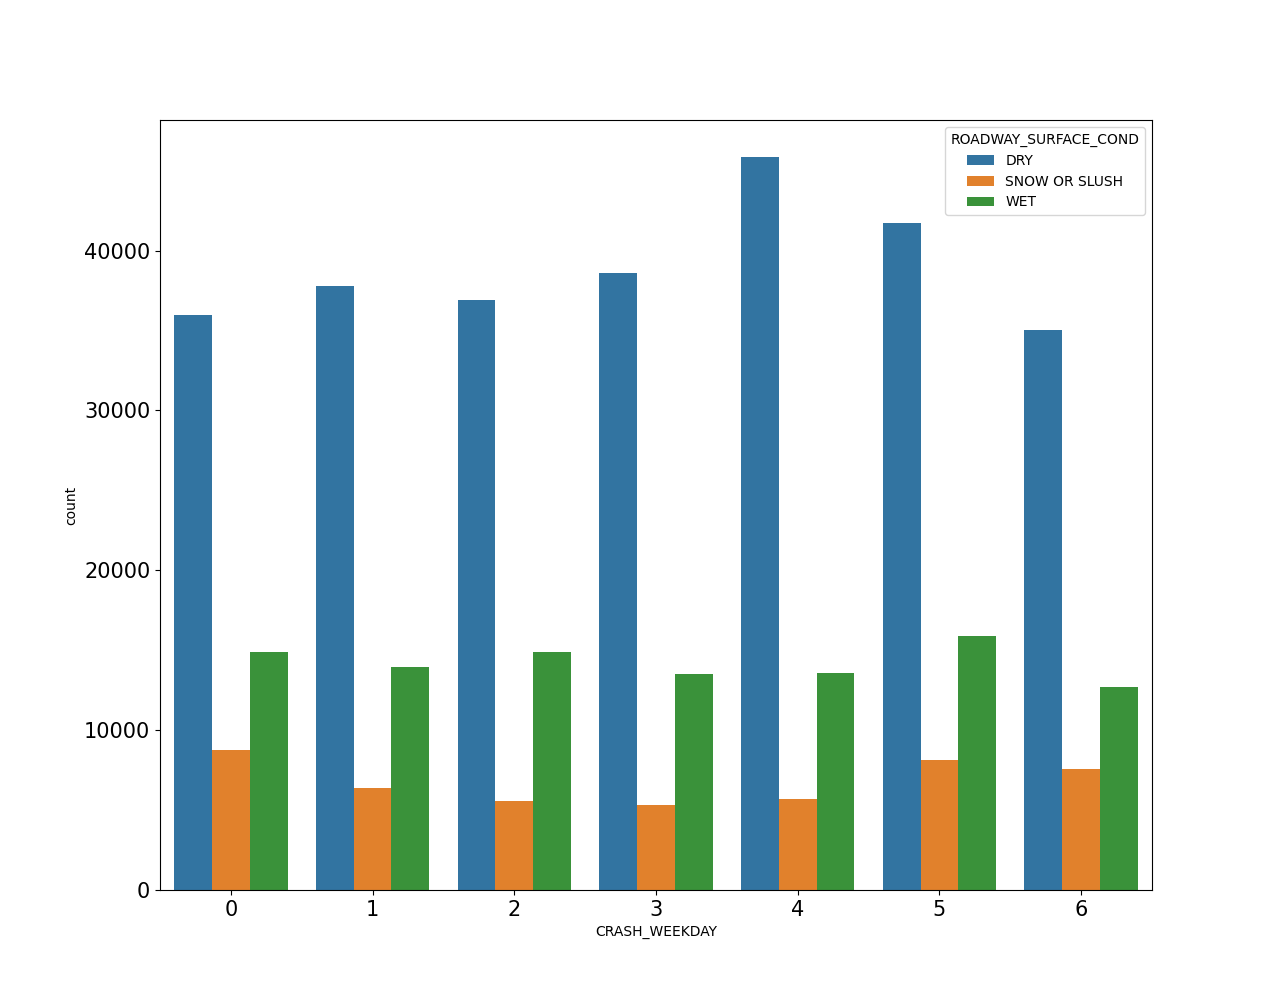 ROADWAY_SURFACE_COND
DRY
SNOW OR SLUSH
WET
40000
30000
20000
10000
0
count
0 1 2 3 4 5 6
CRASH_WEEKDAY